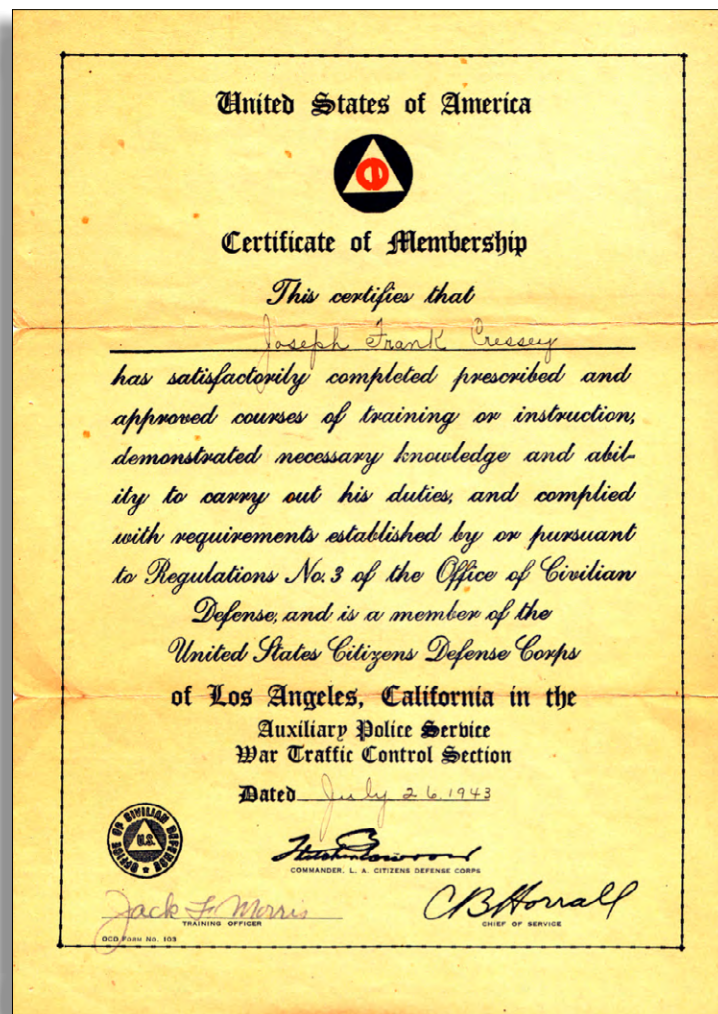 United States of America
CD
Certificate of Membership
This certifies that
Joseph Frank Cressey
has satisfactorily completed prescribed and
approved courses of training or instruction,
demonstrated necessary knowledge and abil-
ity to carry out his duties, and complied
with requirements established by or pursuant
to Regulations No. 3 of the Office of Civilian
Defense, and is a member of the
United States Citizens Defense Corps
of Los Angeles, California in the
Auxiliary Police Service
War Traffic Control Section
Dated July 26, 1943
OFFICE OF CIVILIAN DEFENSE
U.S.
COMMANDER, L. A. CITIZENS DEFENSE CORPS
Jack F. Morris
TRAINING OFFICER
CB Horrall
CHIEF OF SERVICE
OCD FORM NO. 103